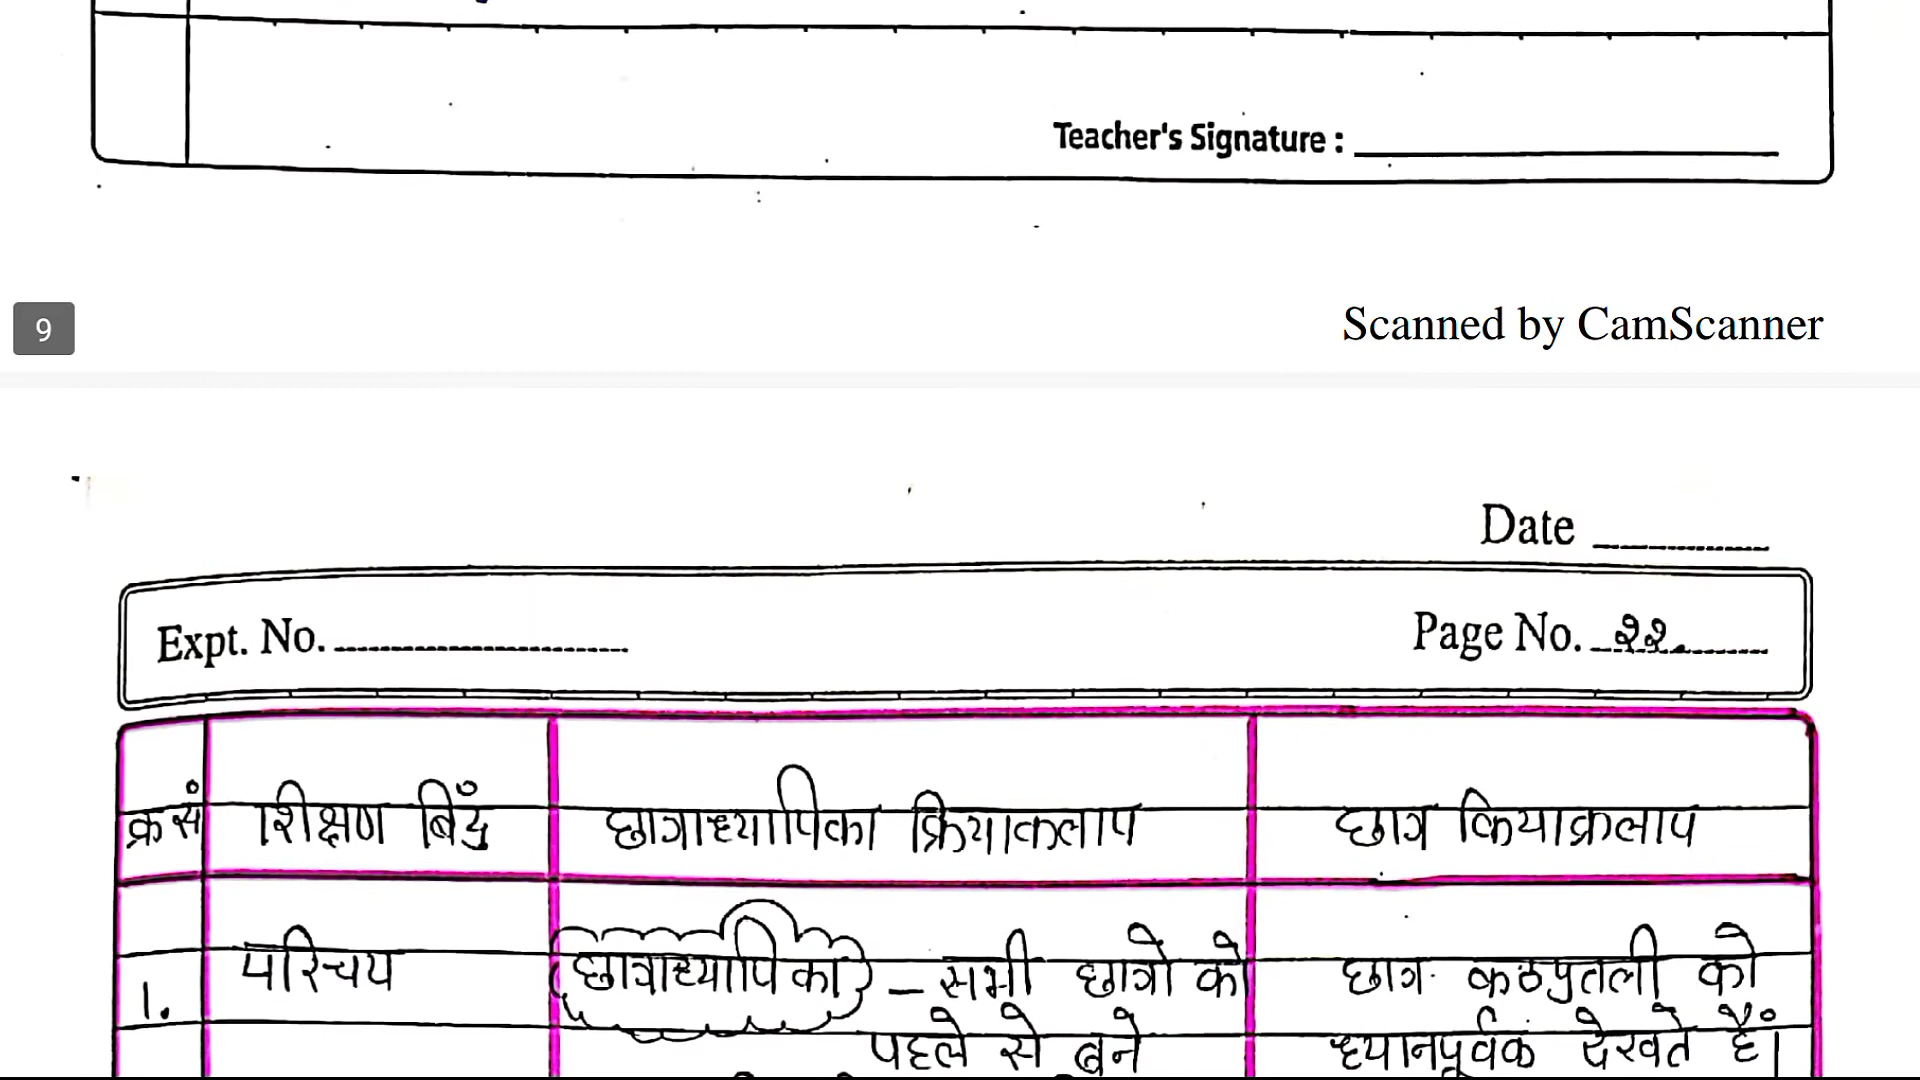 Teacher's Signature :
9
Scanned by CamScanner
Date
Expt. No.
Page No. २२.
क्र सं शिक्षण बिंदु छात्राध्यापिका क्रियाकलाप छात्र कियाक्रलाप
1. परिचय छात्राध्यापिका – सभी छात्रो को छात्र कठपुतली को
पहले से बने ध्यानपूर्वक देखते हैं।